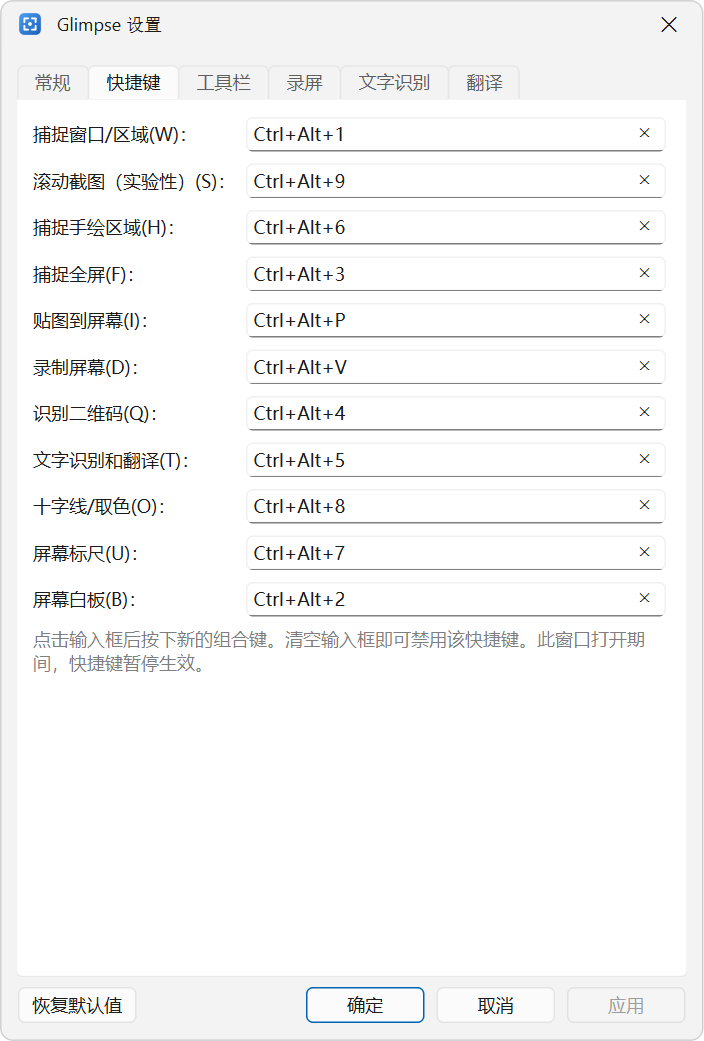 Glimpse 设置
常规 快捷键 工具栏 录屏 文字识别 翻译
捕捉窗口/区域(W): Ctrl+Alt+1 ×
滚动截图（实验性）(S): Ctrl+Alt+9 ×
捕捉手绘区域(H): Ctrl+Alt+6 ×
捕捉全屏(F): Ctrl+Alt+3 ×
贴图到屏幕(I): Ctrl+Alt+P ×
录制屏幕(D): Ctrl+Alt+V ×
识别二维码(Q): Ctrl+Alt+4 ×
文字识别和翻译(T): Ctrl+Alt+5 ×
十字线/取色(O): Ctrl+Alt+8 ×
屏幕标尺(U): Ctrl+Alt+7 ×
屏幕白板(B): Ctrl+Alt+2 ×
点击输入框后按下新的组合键。清空输入框即可禁用该快捷键。此窗口打开期
间，快捷键暂停生效。
恢复默认值 确定 取消 应用